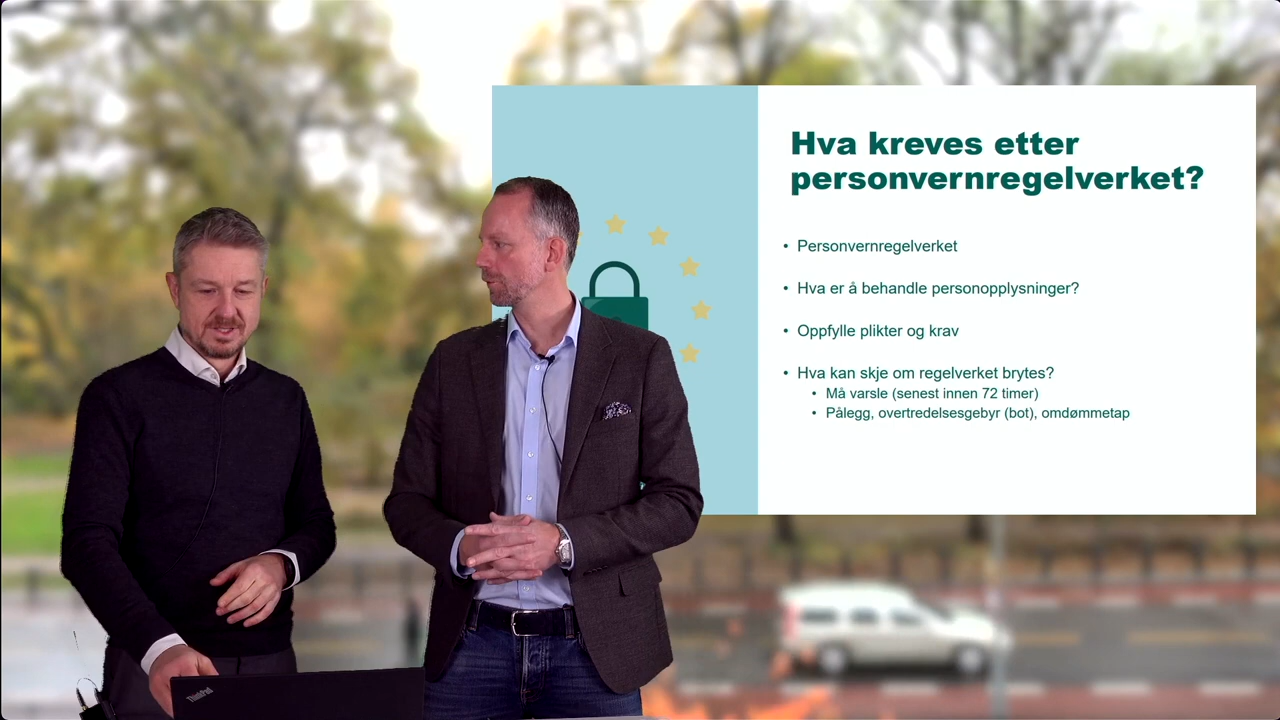 Hva kreves etter
personvernregelverket?
• Personvernregelverket
• Hva er å behandle personopplysninger?
• Oppfylle plikter og krav
• Hva kan skje om regelverket brytes?
• Må varsle (senest innen 72 timer)
• Pålegg, overtredelsesgebyr (bot), omdømmetap
ThinkPad